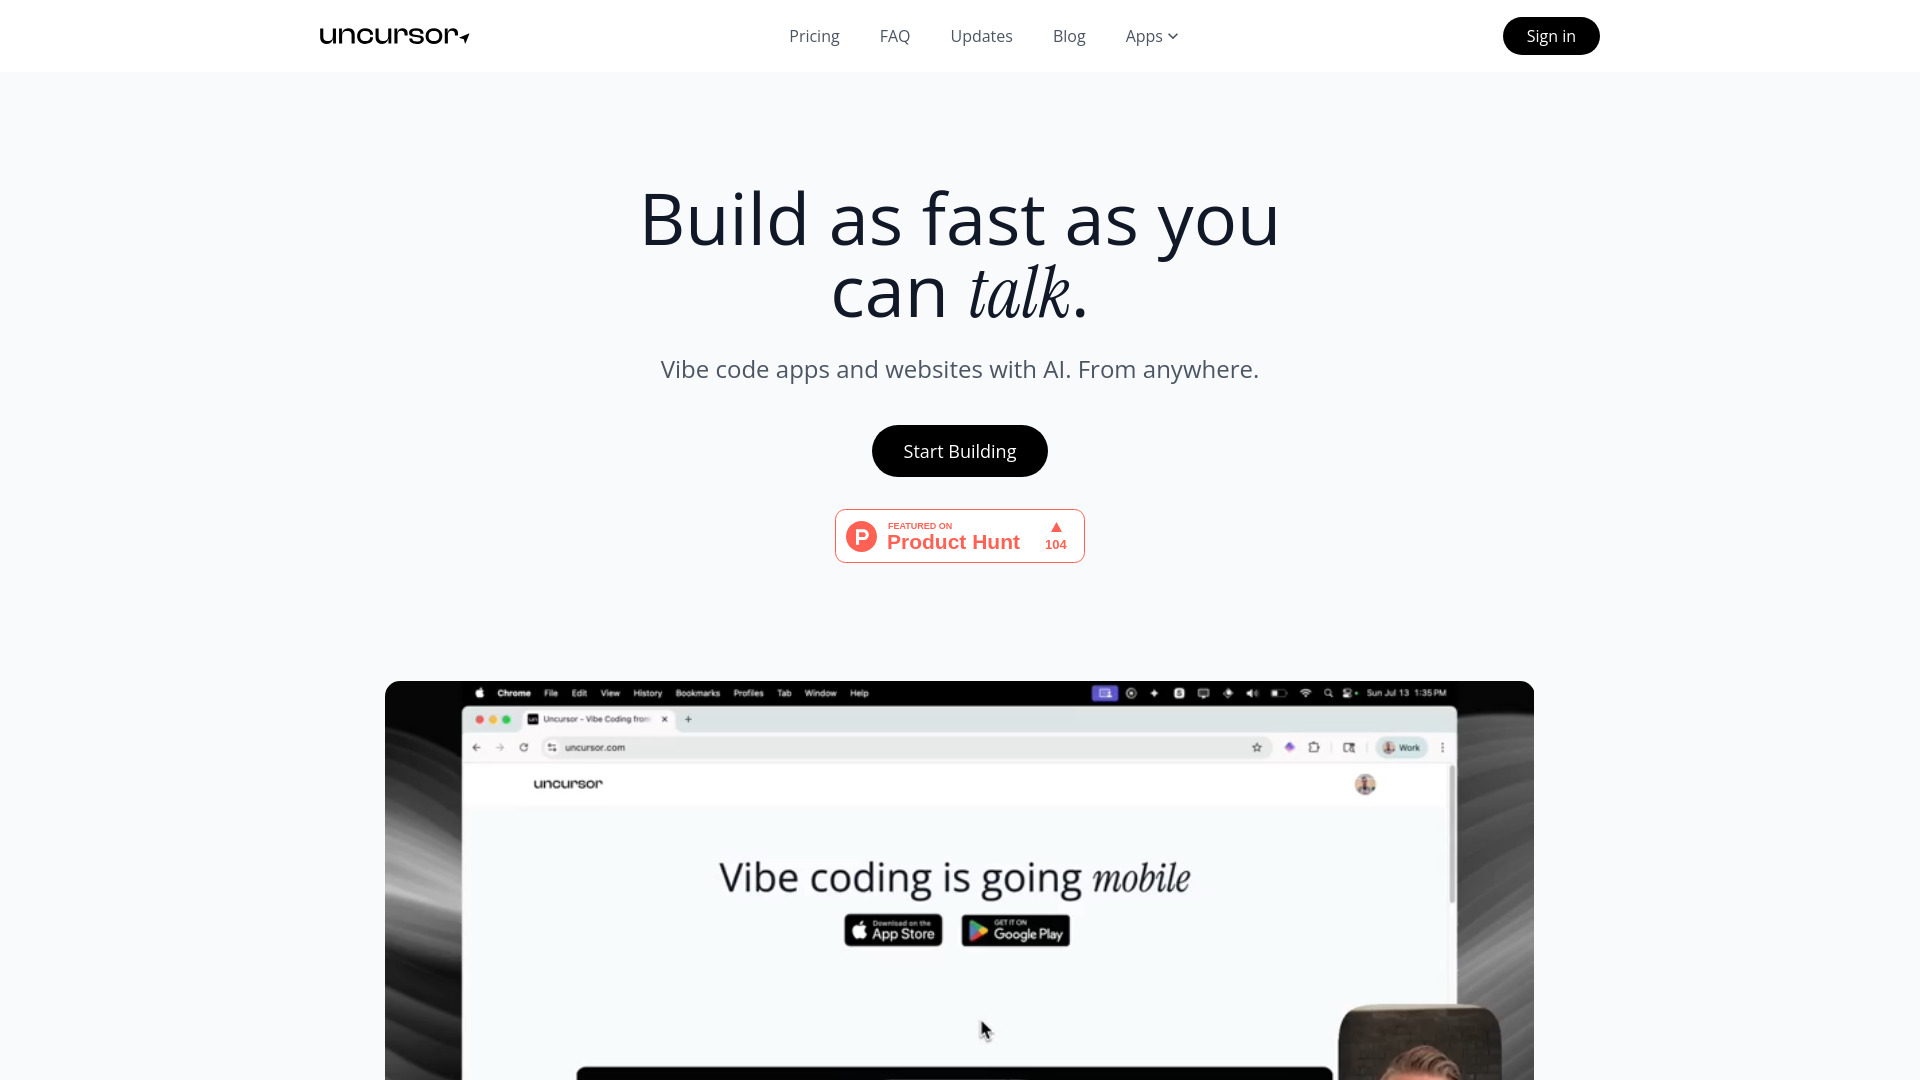 uncursor
Pricing
FAQ
Updates
Blog
Apps
Sign in
Build as fast as you
can talk.
Vibe code apps and websites with AI. From anywhere.
Start Building
FEATURED ON
Product Hunt
104
Chrome File Edit View History Bookmarks Profiles Tab Window Help
Sun Jul 13 1:35 PM
Uncursor - Vibe Coding from
uncursor.com
Work
uncursor
Vibe coding is going mobile
Download on the
App Store
GET IT ON
Google Play